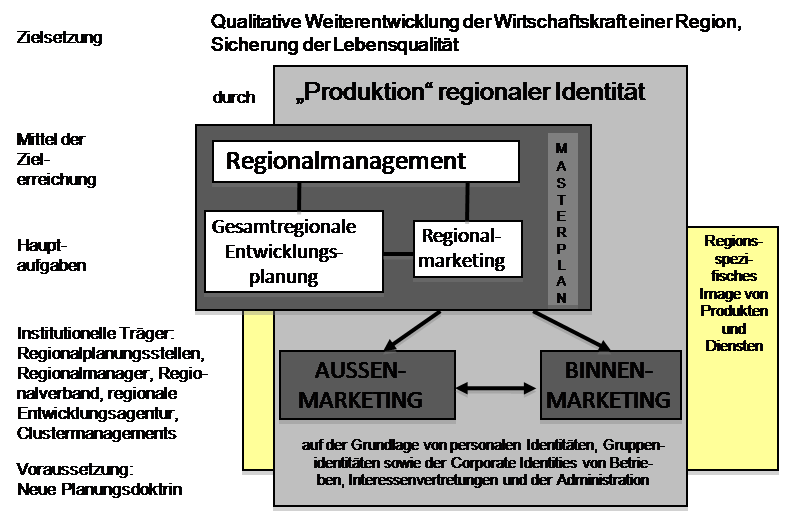 Zielsetzung
Qualitative Weiterentwicklung der Wirtschaftskraft einer Region,
Sicherung der Lebensqualität
durch
„Produktion“ regionaler Identität
Mittel der
Ziel-
erreichung
Regionalmanagement
MASTERPLAN
Haupt-
aufgaben
Gesamtregionale
Entwicklungs-
planung
Regional-
marketing
Regions-
spezi-
fisches
Image von
Produkten
und
Diensten
Institutionelle Träger:
Regionalplanungsstellen,
Regionalmanager, Regio-
nalverband, regionale
Entwicklungsagentur,
Clustermanagements
AUSSEN-
MARKETING
BINNEN-
MARKETING
auf der Grundlage von personalen Identitäten, Gruppen-
identitäten sowie der Corporate Identities von Betrie-
ben, Interessenvertretungen und der Administration
Voraussetzung:
Neue Planungsdoktrin